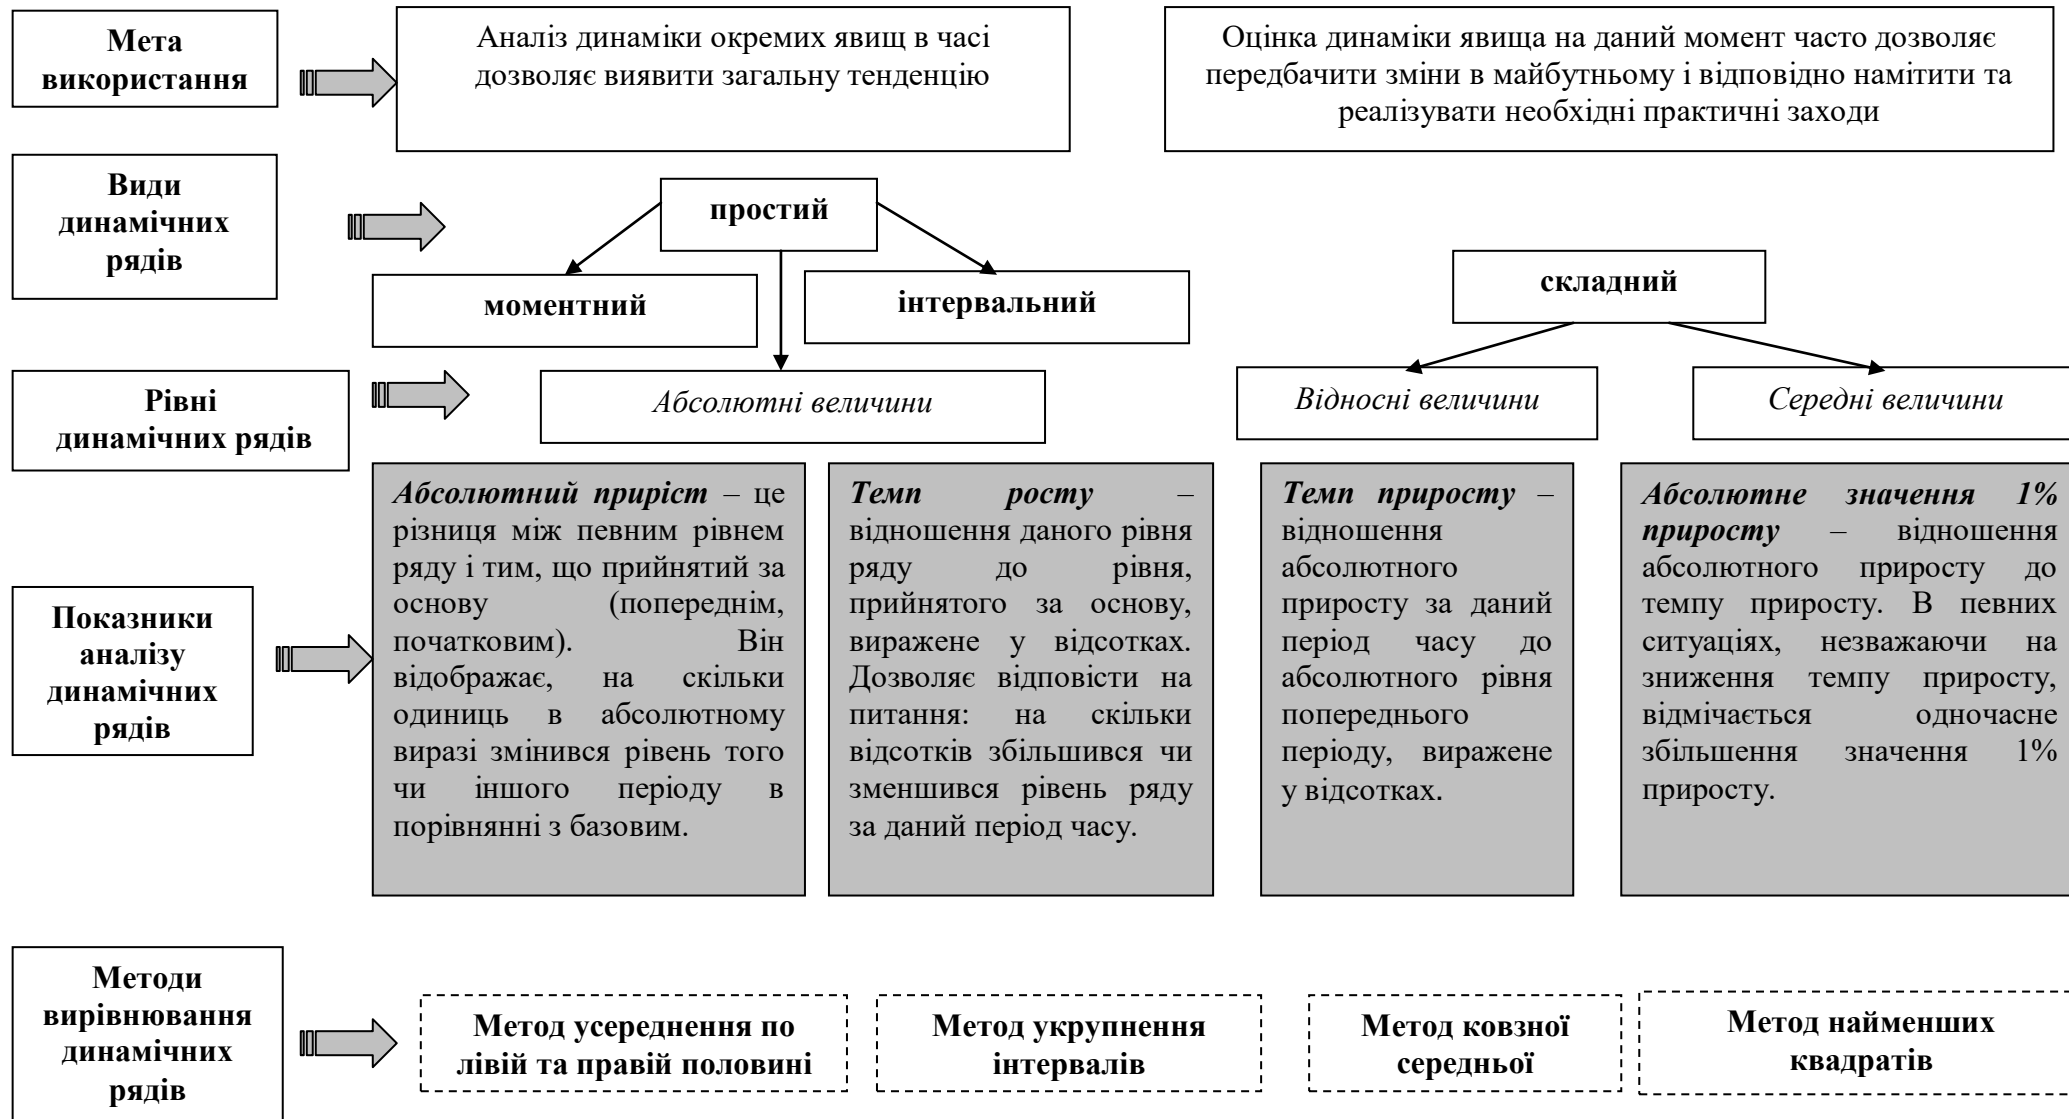 Мета
використання
Аналіз динаміки окремих явищ в часі
дозволяє виявити загальну тенденцію
Оцінка динаміки явища на даний момент часто дозволяє
передбачити зміни в майбутньому і відповідно намітити та
реалізувати необхідні практичні заходи
Види
динамічних
рядів
простий
моментний
інтервальний
складний
Рівні
динамічних рядів
Абсолютні величини
Відносні величини
Середні величини
Показники
аналізу
динамічних
рядів
Абсолютний приріст – це
різниця між певним рівнем
ряду і тим, що прийнятий за
основу (попереднім,
початковим). Він
відображає, на скільки
одиниць в абсолютному
виразі змінився рівень того
чи іншого періоду в
порівнянні з базовим.
Темп росту –
відношення даного рівня
ряду до рівня,
прийнятого за основу,
виражене у відсотках.
Дозволяє відповісти на
питання: на скільки
відсотків збільшився чи
зменшився рівень ряду
за даний період часу.
Темп приросту –
відношення
абсолютного
приросту за даний
період часу до
абсолютного рівня
попереднього
періоду, виражене
у відсотках.
Абсолютне значення 1%
приросту – відношення
абсолютного приросту до
темпу приросту. В певних
ситуаціях, незважаючи на
зниження темпу приросту,
відмічається одночасне
збільшення значення 1%
приросту.
Методи
вирівнювання
динамічних
рядів
Метод усереднення по
лівій та правій половині
Метод укрупнення
інтервалів
Метод ковзної
середньої
Метод найменших
квадратів